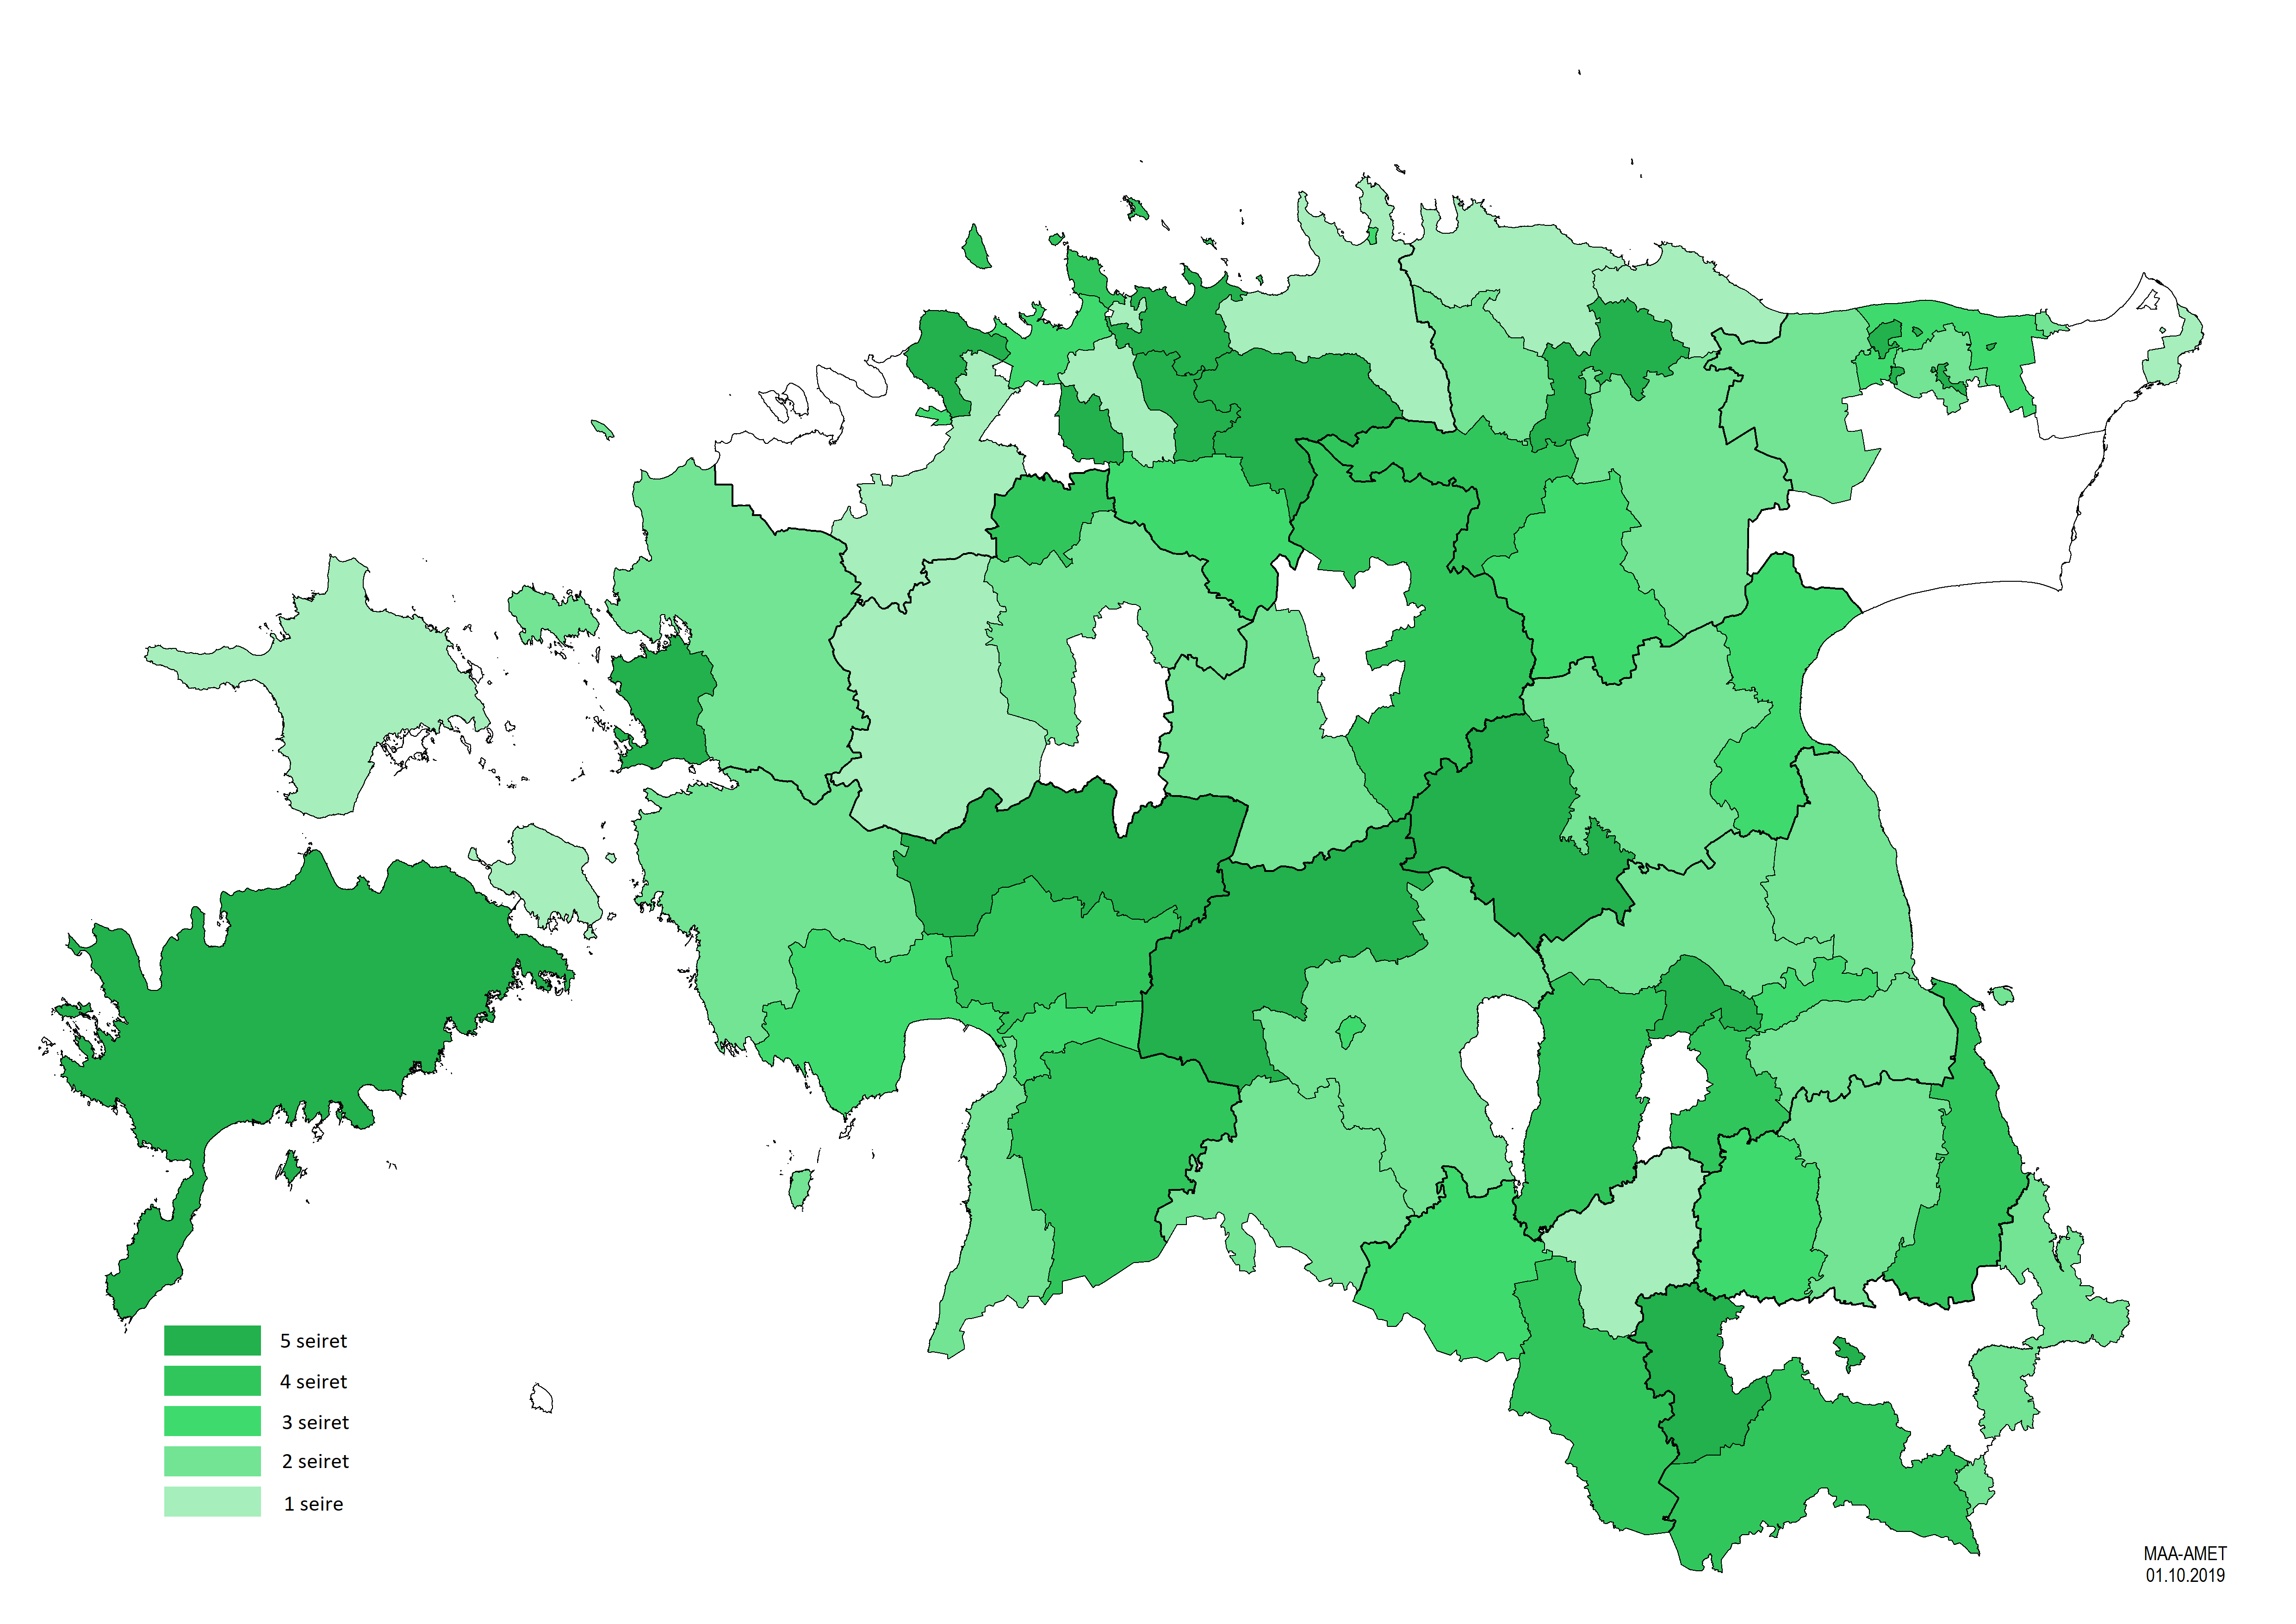 5 seiret
4 seiret
3 seiret
2 seiret
1 seire
MAA-AMET
01.10.2019